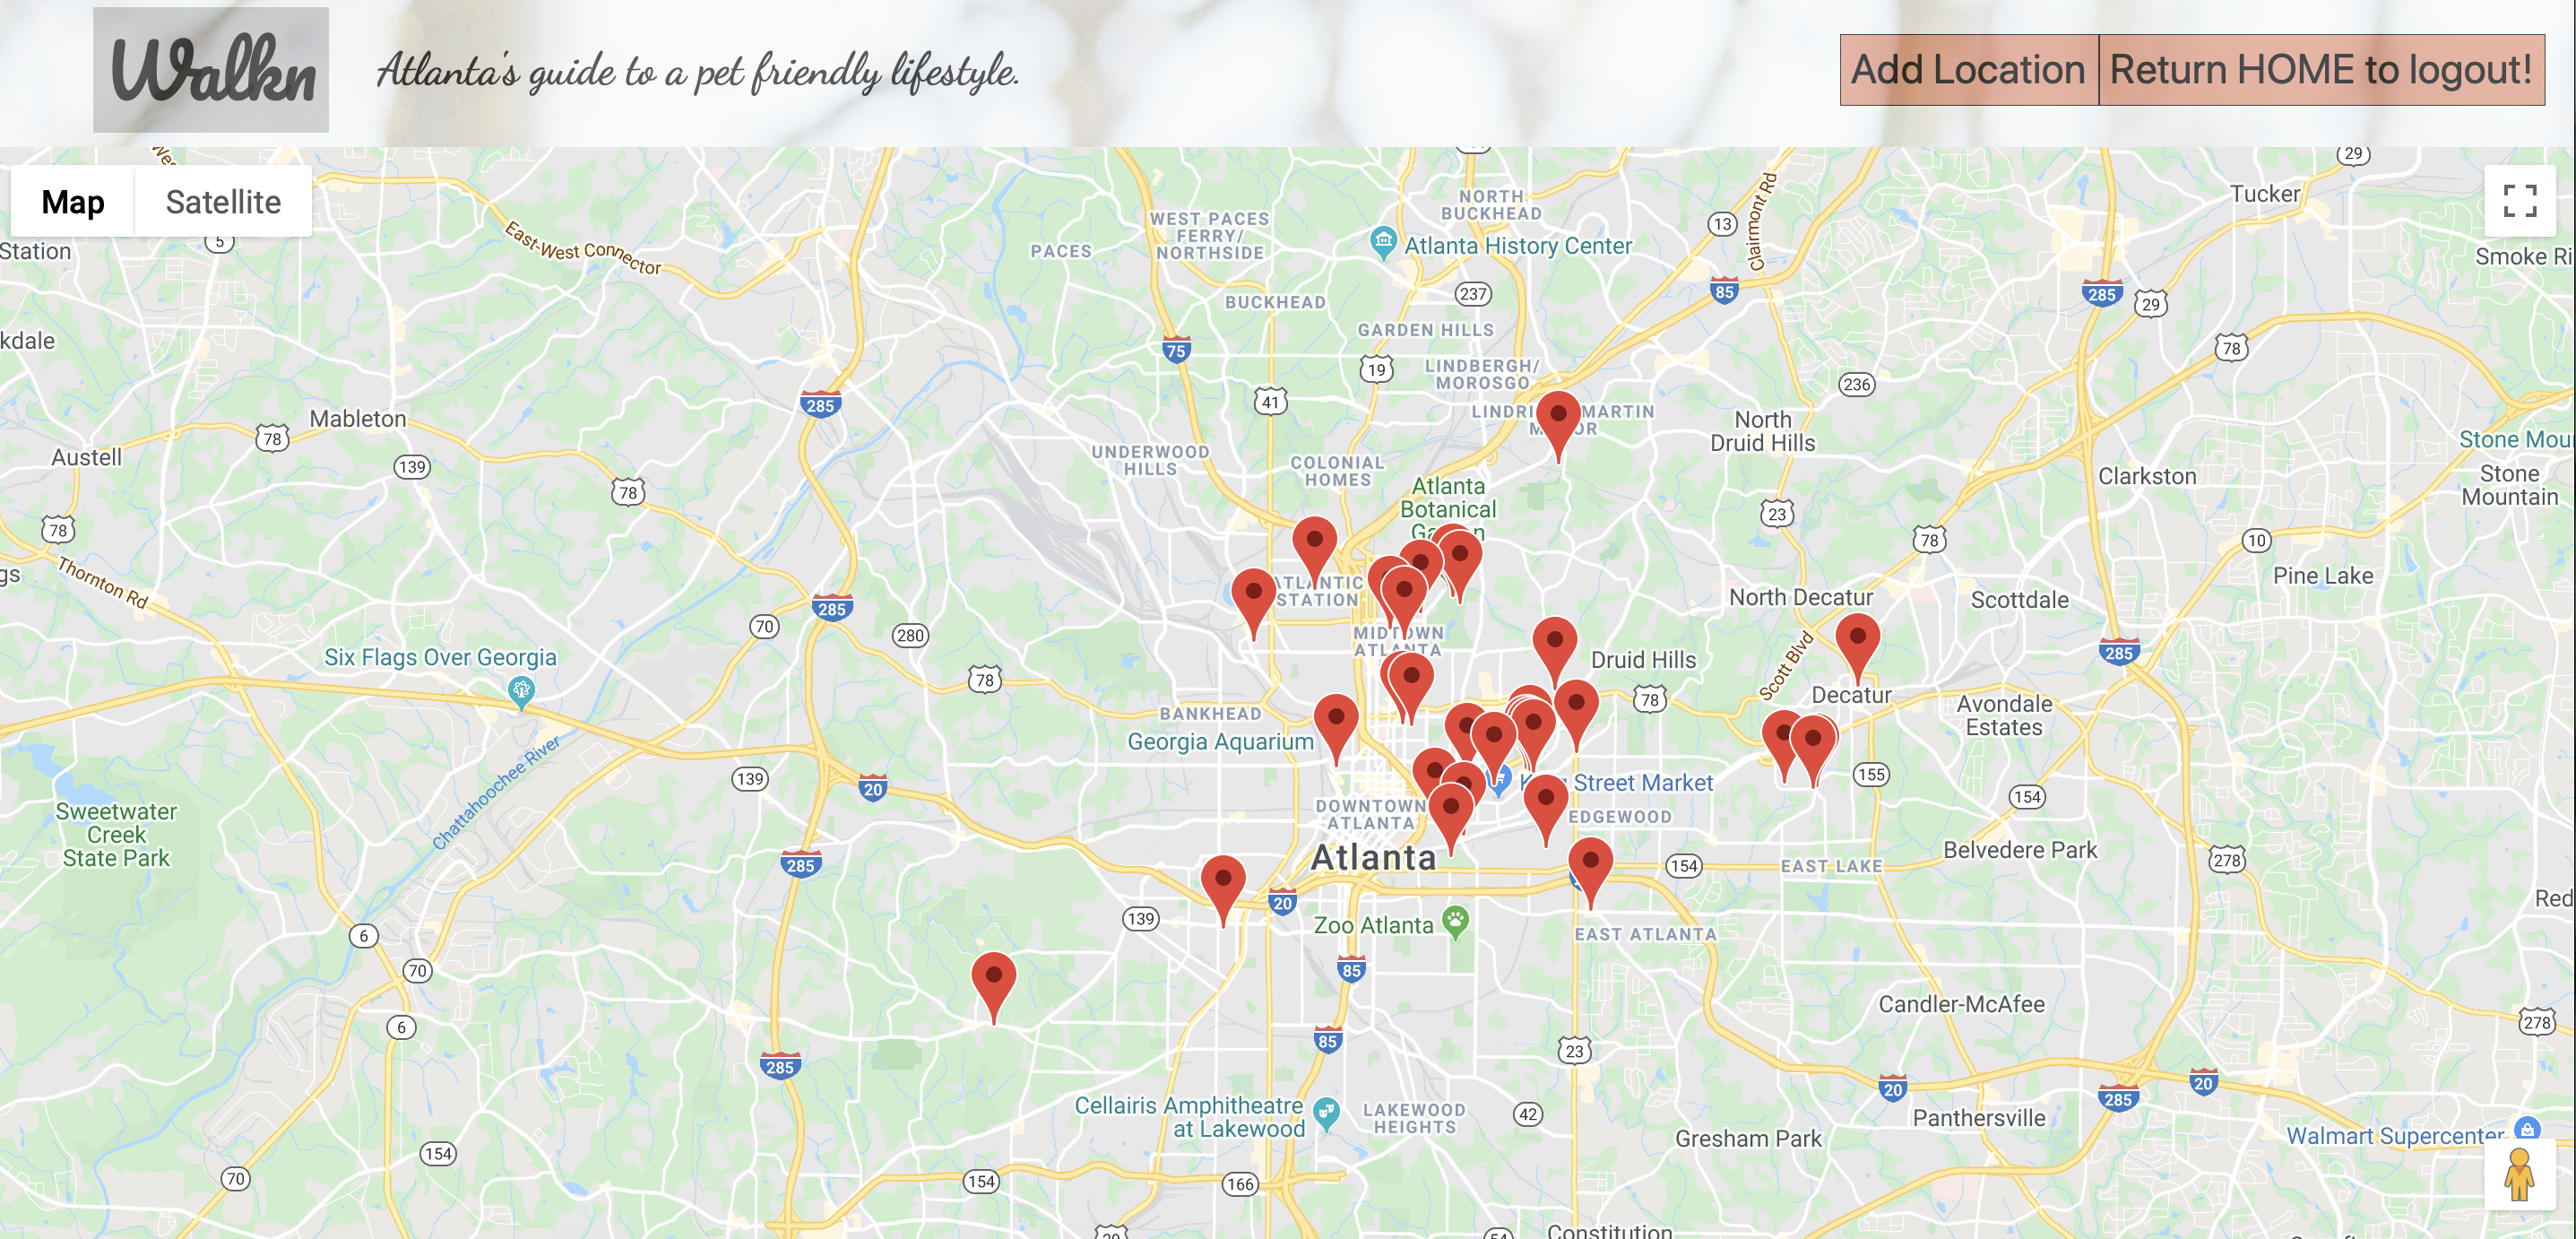 Walkn
Atlanta's guide to a pet friendly lifestyle.
Add Location
Return HOME to logout!
Map
Satellite
29
Tucker
Station
5
East-West Connector
PACES
WEST PACES
FERRY/
NORTHSIDE
NORTH
BUCKHEAD
Atlanta History Center
13
Clairmont Rd
85
285
29
Smoke Ri
kdale
BUCKHEAD
237
GARDEN HILLS
75
19
LINDBERGH/
MOROSGO
78
285
41
236
Mableton
78
139
Austell
78
UNDERWOOD
HILLS
COLONIAL
HOMES
North
Druid Hills
Stone Moun
Stone
Mountain
Clarkston
78
Atlanta
Botanical
23
78
10
gs
Thornton Rd
285
70
280
STATION
MIDTOWN
ATLANTA
North Decatur
Scottdale
Pine Lake
Six Flags Over Georgia
78
Druid Hills
Scott Blvd
78
Decatur
285
Avondale
Estates
BANKHEAD
Georgia Aquarium
Chattahoochee River
139
20
Street Market
155
154
Sweetwater
Creek
State Park
DOWNTOWN
ATLANTA
EDGEWOOD
Atlanta
285
154
EAST LAKE
Belvedere Park
278
20
139
Zoo Atlanta
EAST ATLANTA
Red
6
70
85
6
Candler-McAfee
278
285
85
23
20
285
20
Cellairis Amphitheatre
at Lakewood
LAKEWOOD
HEIGHTS
42
Gresham Park
Panthersville
Walmart Supercenter
154
70
154
166
54
Constitution